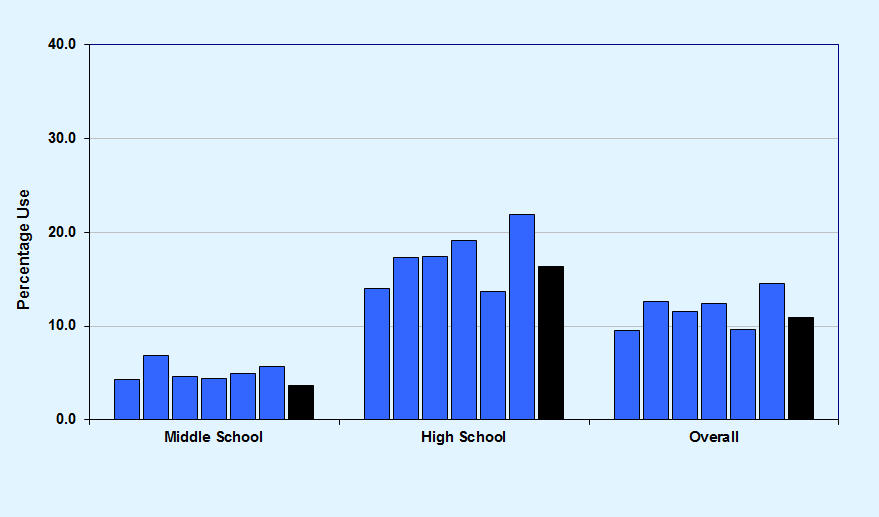 40.0
30.0
20.0
10.0
0.0
Percentage Use
Middle School
High School
Overall